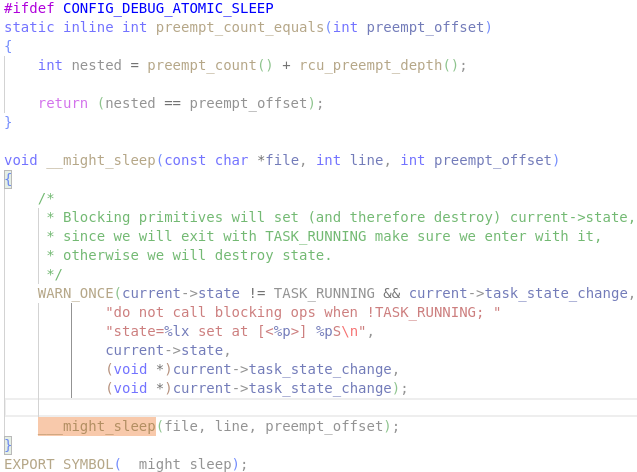 #ifdef CONFIG_DEBUG_ATOMIC_SLEEP
static inline int preempt_count_equals(int preempt_offset)
{
    int nested = preempt_count() + rcu_preempt_depth();
    return (nested == preempt_offset);
}
void __might_sleep(const char *file, int line, int preempt_offset)
{
    /*
     * Blocking primitives will set (and therefore destroy) current->state,
     * since we will exit with TASK_RUNNING make sure we enter with it,
     * otherwise we will destroy state.
     */
    WARN_ONCE(current->state != TASK_RUNNING && current->task_state_change,
            "do not call blocking ops when !TASK_RUNNING; "
            "state=%lx set at [<%p>] %pS\n",
            current->state,
            (void *)current->task_state_change,
            (void *)current->task_state_change);
    ___might_sleep(file, line, preempt_offset);
}
EXPORT_SYMBOL(__might_sleep);